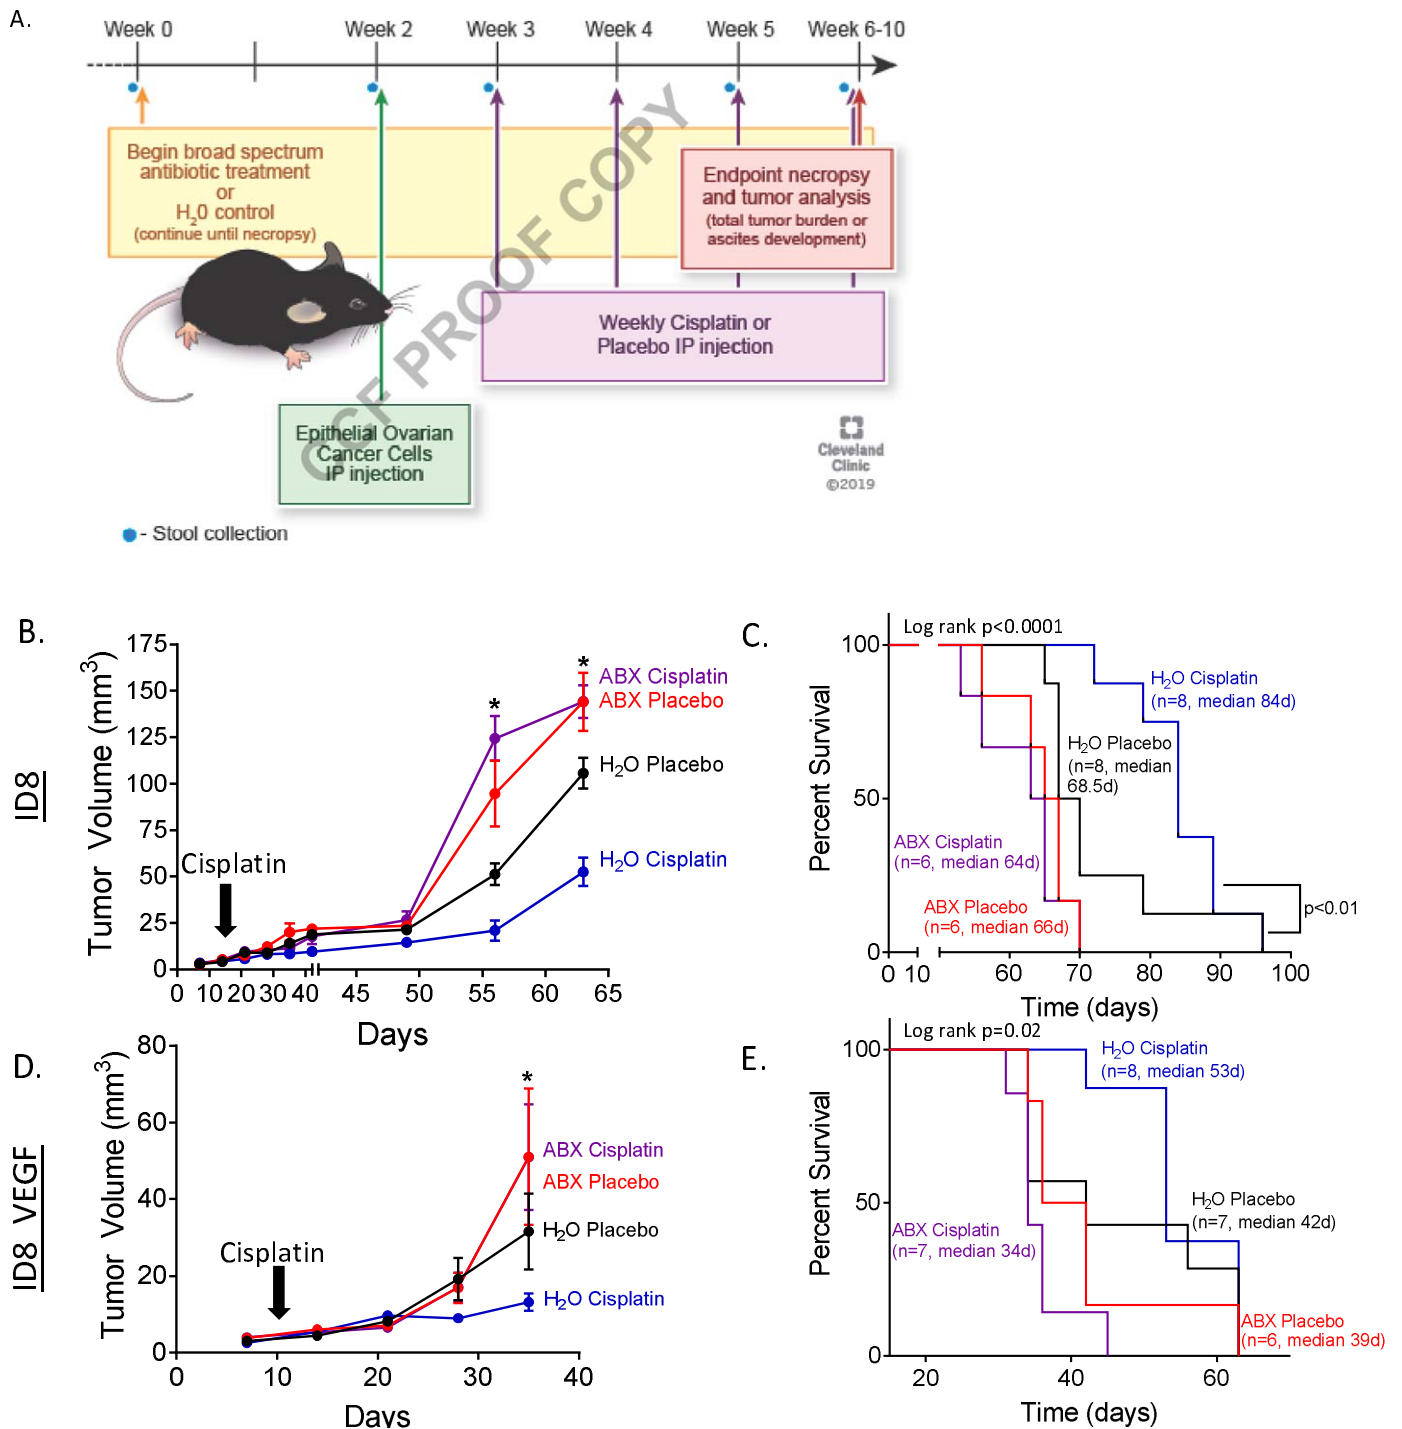 A.
Week 0
Week 2
Week 3
Week 4
Week 5
Week 6-10
Begin broad spectrum
antibiotic treatment
or
H20 control
(continue until necropsy)
Endpoint necropsy
and tumor analysis
(total tumor burden or
ascites development)
Weekly Cisplatin or
Placebo IP injection
Epithelial Ovarian
Cancer Cells
IP injection
CCF PROOF COPY
Cleveland
Clinic
©2019
- Stool collection
B.
ID8
Tumor Volume (mm3)
175
150
125
100
75
50
25
0
Cisplatin
*
*
ABX Cisplatin
ABX Placebo
H2O Placebo
H2O Cisplatin
0 10 20 30 40 45 50 55 60 65
Days
C.
Log rank p<0.0001
Percent Survival
100
50
0
H2O Cisplatin
(n=8, median 84d)
H2O Placebo
(n=8, median
68.5d)
ABX Cisplatin
(n=6, median 64d)
ABX Placebo
(n=6, median 66d)
p<0.01
0 10 60 70 80 90 100
Time (days)
D.
ID8 VEGF
Tumor Volume (mm3)
80
60
40
20
0
Cisplatin
*
ABX Cisplatin
ABX Placebo
H2O Placebo
H2O Cisplatin
0 10 20 30 40
Days
E.
Log rank p=0.02
Percent Survival
100
50
0
H2O Cisplatin
(n=8, median 53d)
H2O Placebo
(n=7, median 42d)
ABX Cisplatin
(n=7, median 34d)
ABX Placebo
(n=6, median 39d)
20 40 60
Time (days)